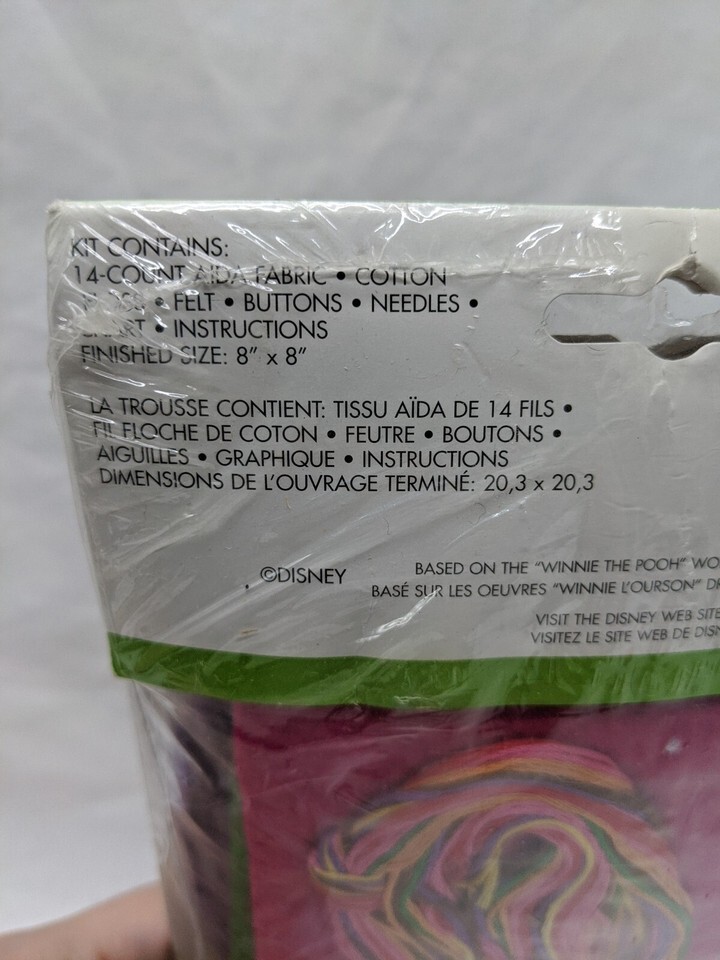 KIT CONTAINS:
14-COUNT AIDA FABRIC • COTTON
• FELT • BUTTONS • NEEDLES •
CHART • INSTRUCTIONS
FINISHED SIZE: 8" x 8"
LA TROUSSE CONTIENT: TISSU AÏDA DE 14 FILS •
FIL FLOCHE DE COTON • FEUTRE • BOUTONS •
AIGUILLES • GRAPHIQUE • INSTRUCTIONS
DIMENSIONS DE L'OUVRAGE TERMINÉ: 20,3 x 20,3
©DISNEY
BASED ON THE "WINNIE THE POOH" WO
BASÉ SUR LES OEUVRES "WINNIE L'OURSON"
VISIT THE DISNEY WEB SITE
VISITEZ LE SITE WEB DE DISN